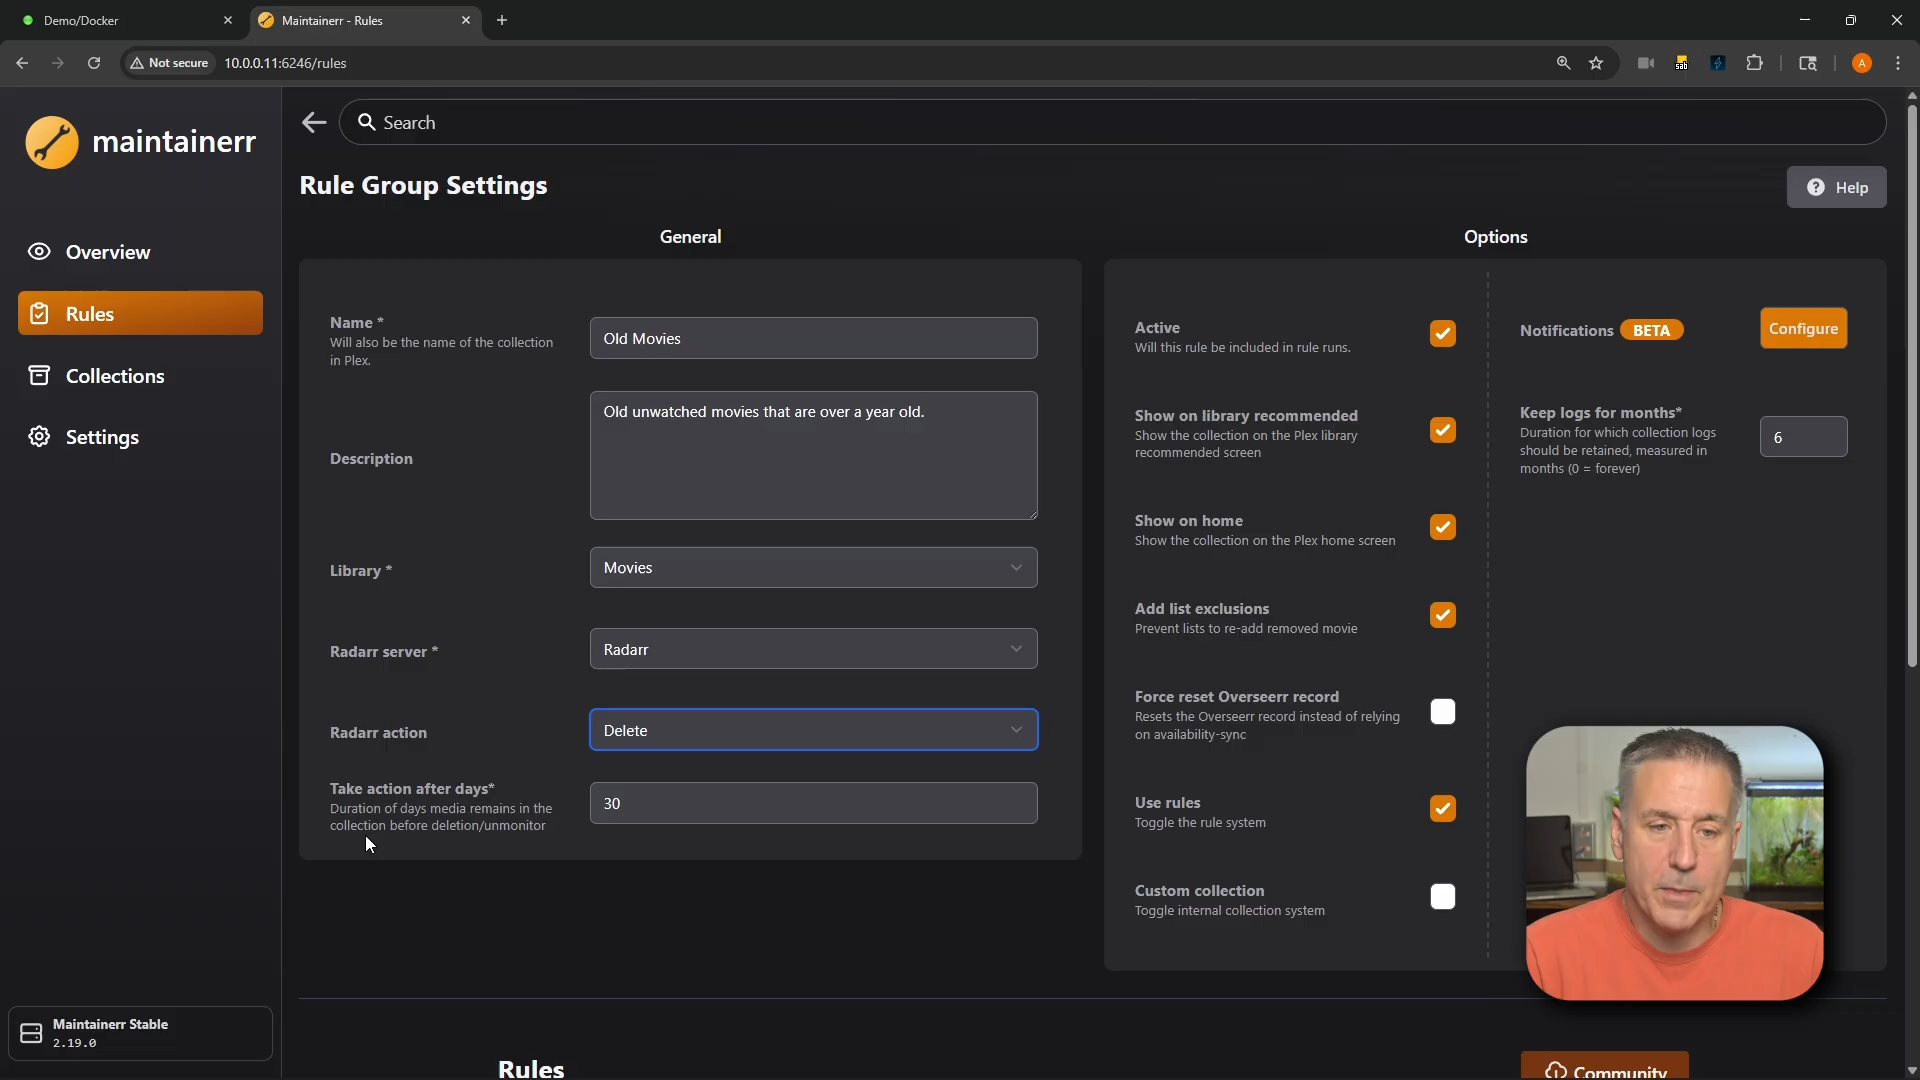 Demo/Docker
Maintainerr - Rules
Not secure
10.0.0.11:6246/rules
sab
A
maintainerr
Search
Overview
Rules
Collections
Settings
Maintainerr Stable
2.19.0
Rule Group Settings
Help
General
Name *
Will also be the name of the collection
in Plex.
Old Movies
Description
Old unwatched movies that are over a year old.
Library *
Movies
Radarr server *
Radarr
Radarr action
Delete
Take action after days*
Duration of days media remains in the
collection before deletion/unmonitor
30
Options
Active
Will this rule be included in rule runs.
Show on library recommended
Show the collection on the Plex library
recommended screen
Show on home
Show the collection on the Plex home screen
Add list exclusions
Prevent lists to re-add removed movie
Force reset Overseerr record
Resets the Overseerr record instead of relying
on availability-sync
Use rules
Toggle the rule system
Custom collection
Toggle internal collection system
Notifications BETA
Configure
Keep logs for months*
Duration for which collection logs
should be retained, measured in
months (0 = forever)
6
Rules
Community